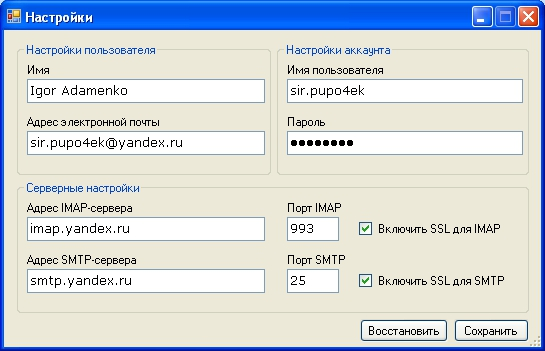 Настройки
Настройки пользователя
Имя
Igor Adamenko
Адрес электронной почты
sir.pupo4ek@yandex.ru
Настройки аккаунта
Имя пользователя
sir.pupo4ek
Пароль
●●●●●●●●
Серверные настройки
Адрес IMAP-сервера
imap.yandex.ru
Порт IMAP
993
Включить SSL для IMAP
Адрес SMTP-сервера
smtp.yandex.ru
Порт SMTP
25
Включить SSL для SMTP
Восстановить
Сохранить